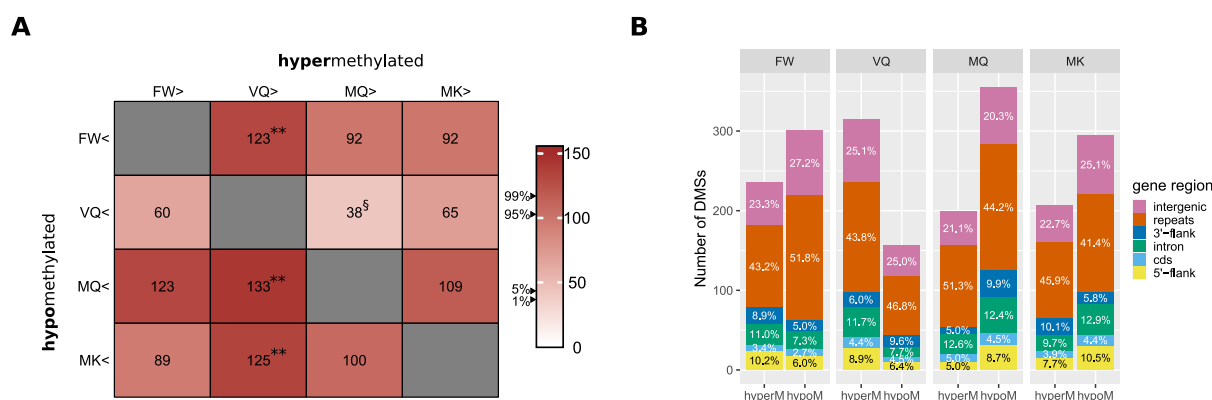 A
hypermethylated
FW> VQ> MQ> MK>
FW< 123** 92 92
VQ< 60 38§ 65
MQ< 123 133** 109
MK< 89 125** 100
hypomethylated
150
100
50
0
99%
95%
5%
1%
B
FW VQ MQ MK
Number of DMSs
300
200
100
0
23.3% 43.2% 8.9% 11.0% 3.4% 10.2%
27.2% 51.8% 5.0% 7.3% 2.7% 6.0%
25.1% 43.8% 6.0% 11.7% 4.4% 8.9%
25.0% 46.8% 9.6% 7.7% 4.5% 6.4%
21.1% 51.3% 5.0% 12.6% 5.0% 5.0%
20.3% 44.2% 9.9% 12.4% 4.5% 8.7%
22.7% 45.9% 10.1% 9.7% 3.9% 7.7%
25.1% 41.4% 5.8% 12.9% 4.4% 10.5%
hyperM hypoM hyperM hypoM hyperM hypoM hyperM hypoM
gene region
intergenic
repeats
3'−flank
intron
cds
5'−flank